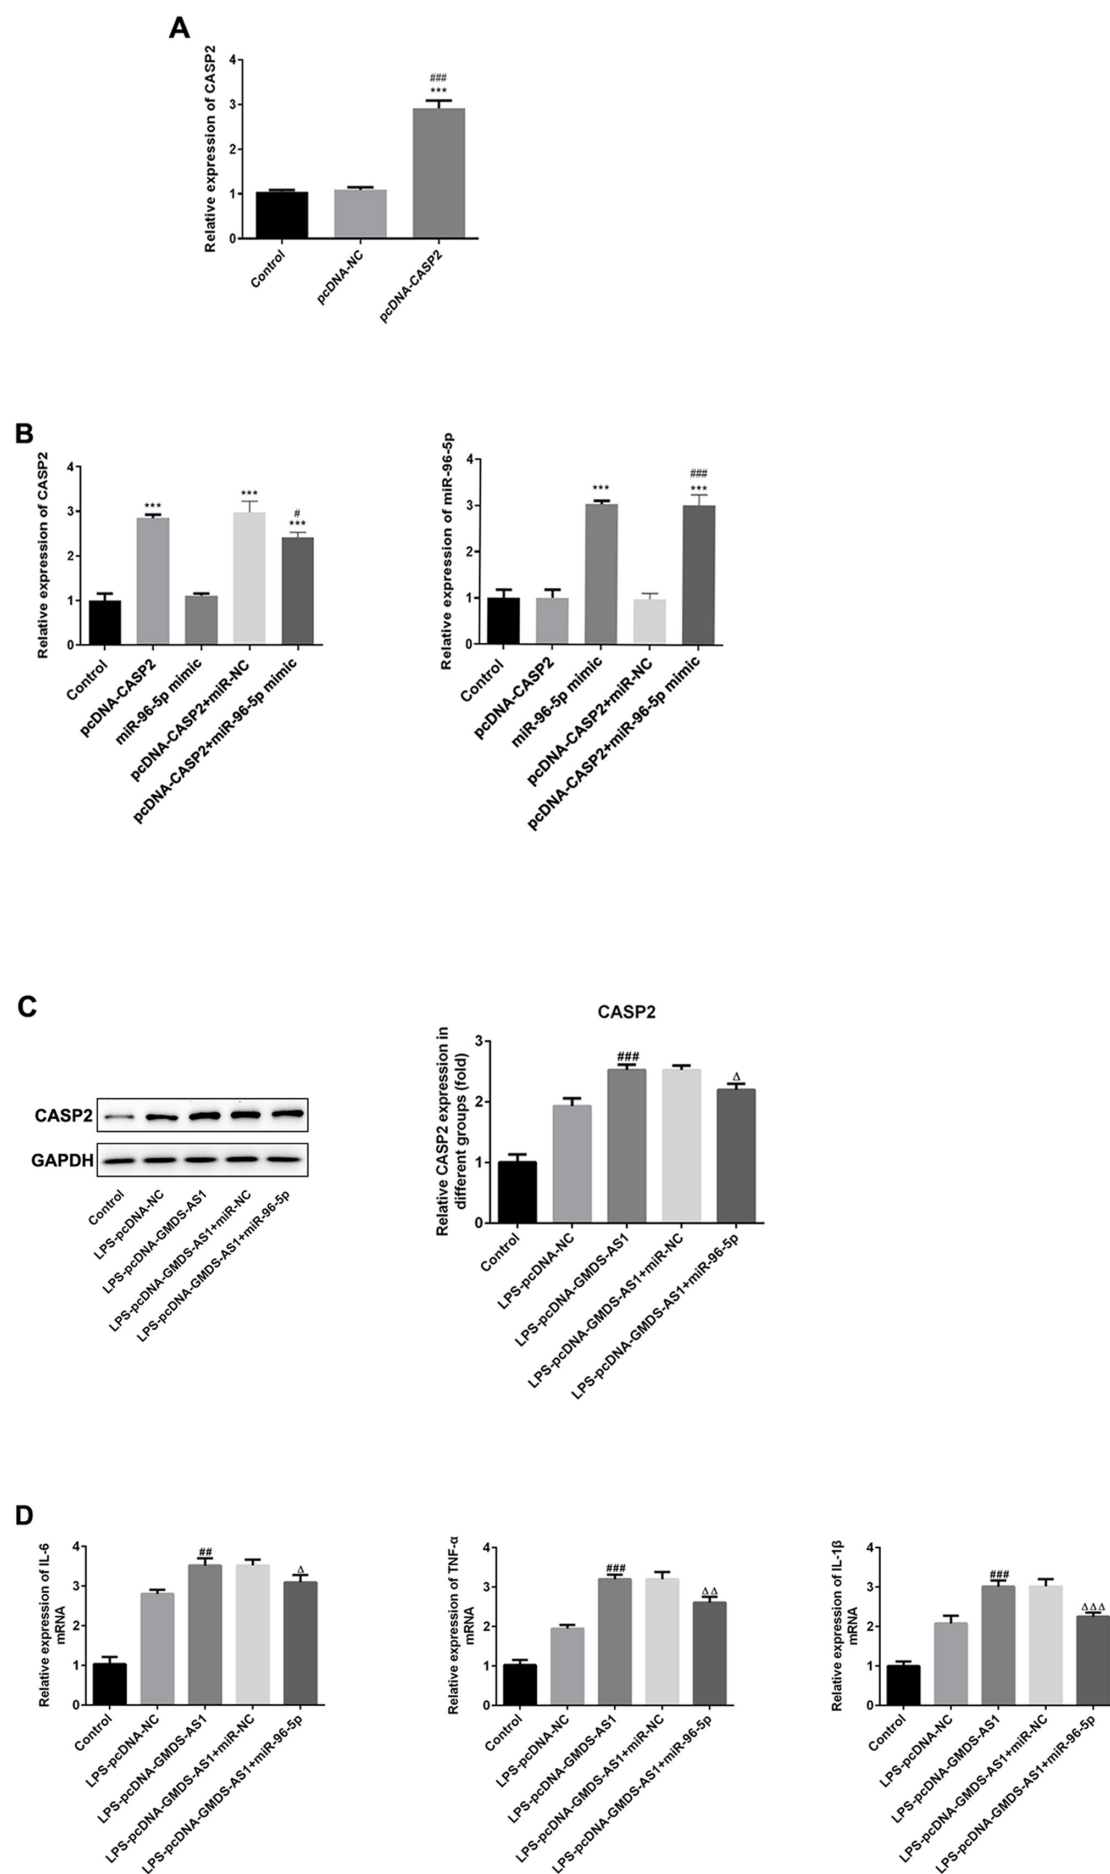 A
Relative expression of CASP2
4
3
2
1
0
###
***
Control
pcDNA-NC
pcDNA-CASP2
B
Relative expression of CASP2
4
3
2
1
0
***
***
#
***
Control
pcDNA-CASP2
miR-96-5p mimic
pcDNA-CASP2+miR-NC
pcDNA-CASP2+miR-96-5p mimic
Relative expression of miR-96-5p
4
3
2
1
0
***
###
***
Control
pcDNA-CASP2
miR-96-5p mimic
pcDNA-CASP2+miR-NC
pcDNA-CASP2+miR-96-5p mimic
C
CASP2
GAPDH
Control
LPS-pcDNA-NC
LPS-pcDNA-GMDS-AS1
LPS-pcDNA-GMDS-AS1+miR-NC
LPS-pcDNA-GMDS-AS1+miR-96-5p
CASP2
Relative CASP2 expression in
different groups (fold)
3
2
1
0
###
Δ
Control
LPS-pcDNA-NC
LPS-pcDNA-GMDS-AS1
LPS-pcDNA-GMDS-AS1+miR-NC
LPS-pcDNA-GMDS-AS1+miR-96-5p
D
Relative expression of IL-6
mRNA
4
3
2
1
0
##
Δ
Control
LPS-pcDNA-NC
LPS-pcDNA-GMDS-AS1
LPS-pcDNA-GMDS-AS1+miR-NC
LPS-pcDNA-GMDS-AS1+miR-96-5p
Relative expression of TNF-α
mRNA
4
3
2
1
0
###
ΔΔ
Control
LPS-pcDNA-NC
LPS-pcDNA-GMDS-AS1
LPS-pcDNA-GMDS-AS1+miR-NC
LPS-pcDNA-GMDS-AS1+miR-96-5p
Relative expression of IL-1β
mRNA
4
3
2
1
0
###
ΔΔΔ
Control
LPS-pcDNA-NC
LPS-pcDNA-GMDS-AS1
LPS-pcDNA-GMDS-AS1+miR-NC
LPS-pcDNA-GMDS-AS1+miR-96-5p